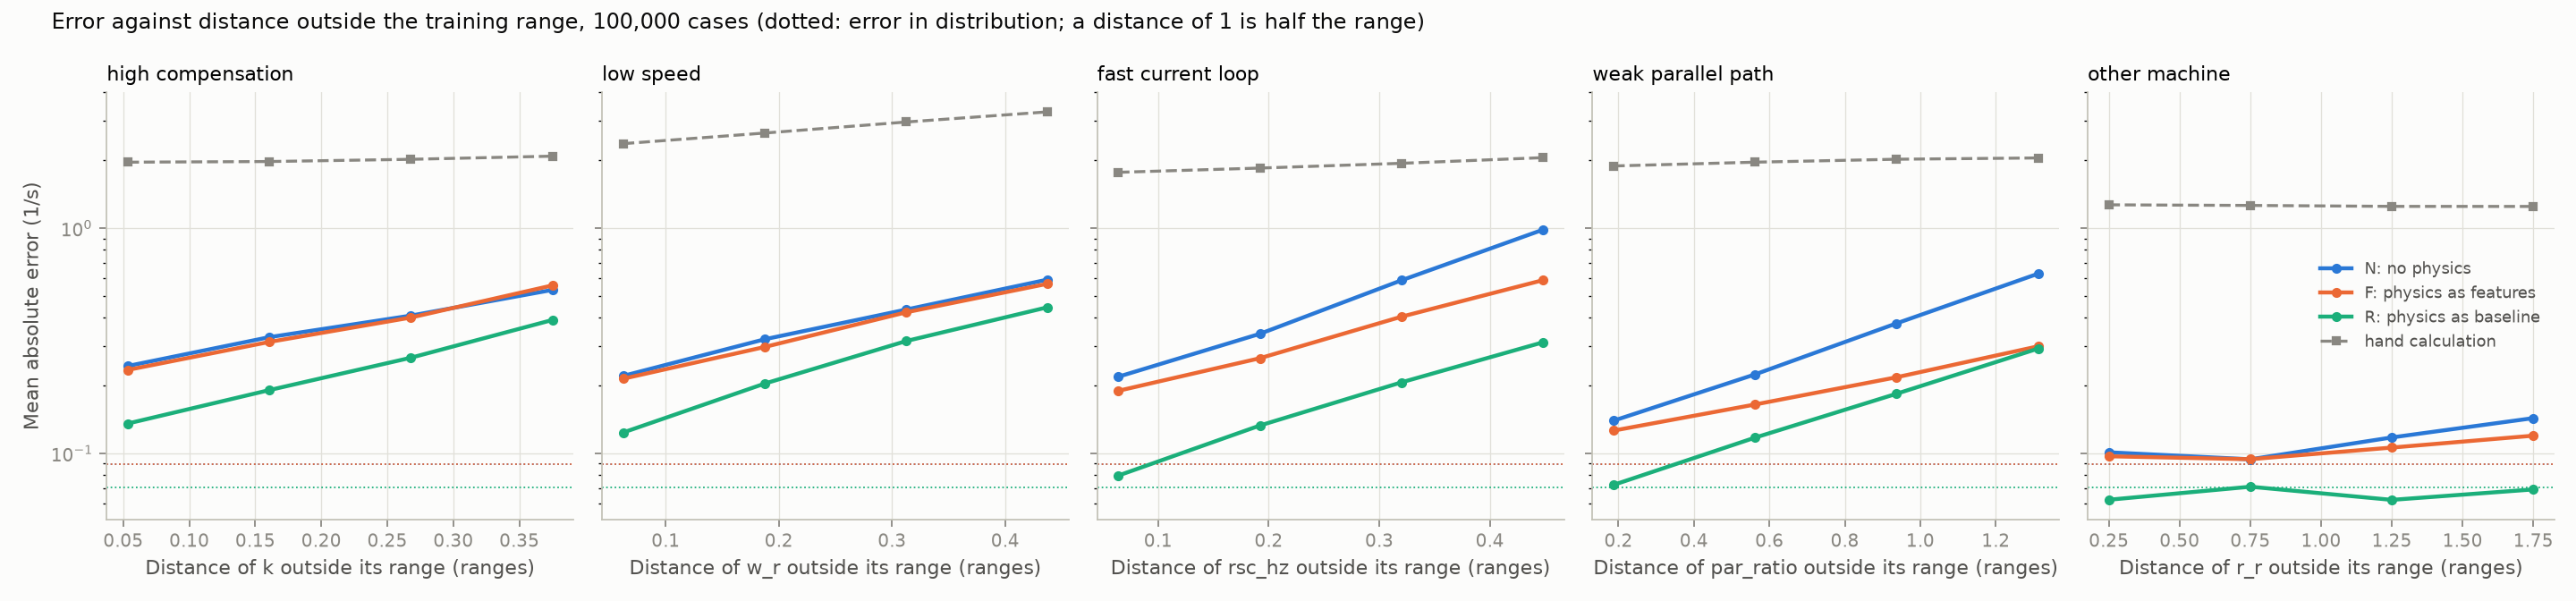 Error against distance outside the training range, 100,000 cases (dotted: error in distribution; a distance of 1 is half the range)
high compensation
low speed
fast current loop
weak parallel path
other machine
Mean absolute error (1/s)
10⁰
10⁻¹
N: no physics
F: physics as features
R: physics as baseline
hand calculation
0.05 0.10 0.15 0.20 0.25 0.30 0.35
0.1 0.2 0.3 0.4
0.1 0.2 0.3 0.4
0.2 0.4 0.6 0.8 1.0 1.2
0.25 0.50 0.75 1.00 1.25 1.50 1.75
Distance of k outside its range (ranges)
Distance of w_r outside its range (ranges)
Distance of rsc_hz outside its range (ranges)
Distance of par_ratio outside its range (ranges)
Distance of r_r outside its range (ranges)